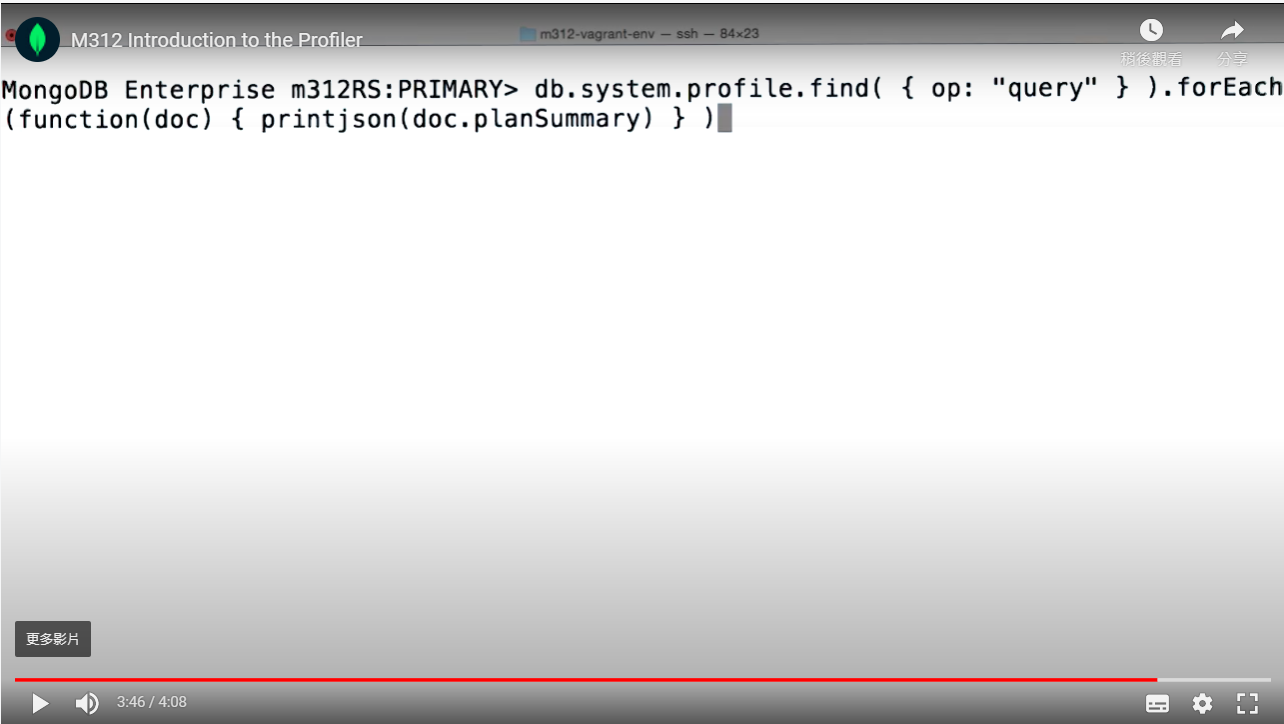 M312 Introduction to the Profiler
m312-vagrant-env — ssh — 84×23
稍後觀看
分享
MongoDB Enterprise m312RS:PRIMARY> db.system.profile.find( { op: "query" } ).forEach
(function(doc) { printjson(doc.planSummary) } )
更多影片
3:46 / 4:08